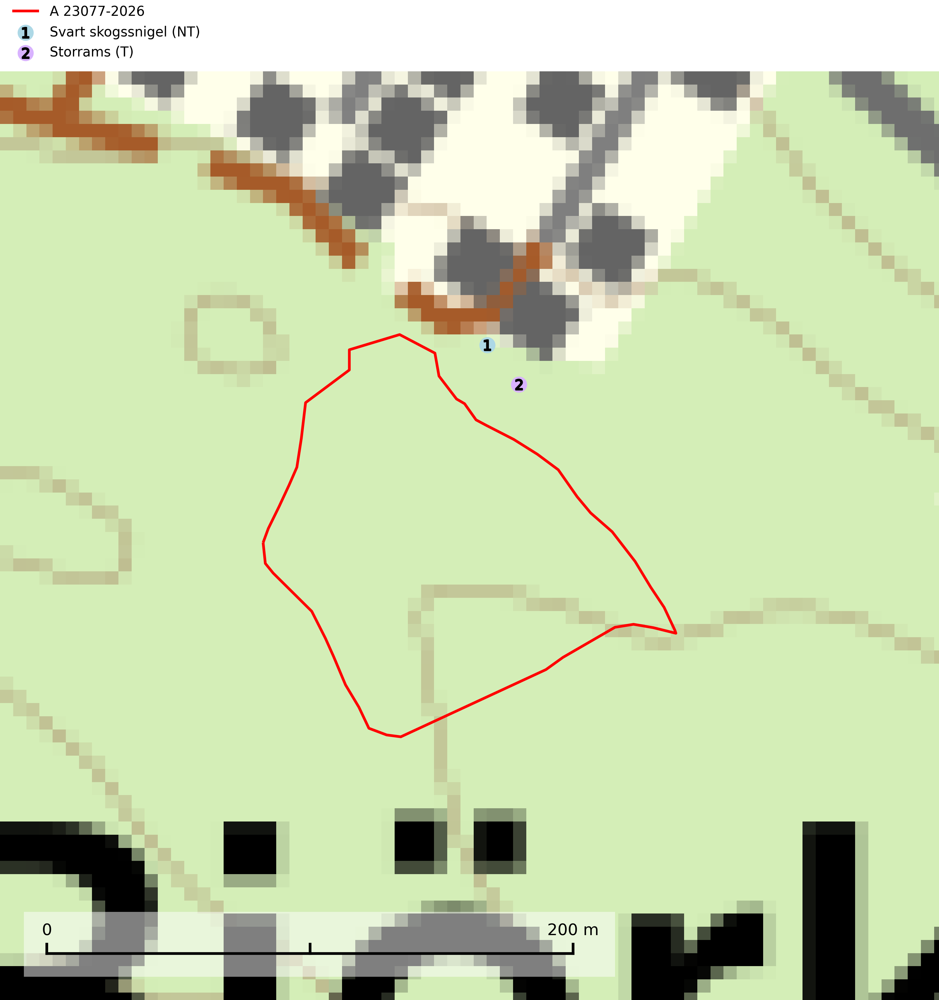 A 23077-2026
1 Svart skogssnigel (NT)
2 Storrams (T)
1
2
0 200 m